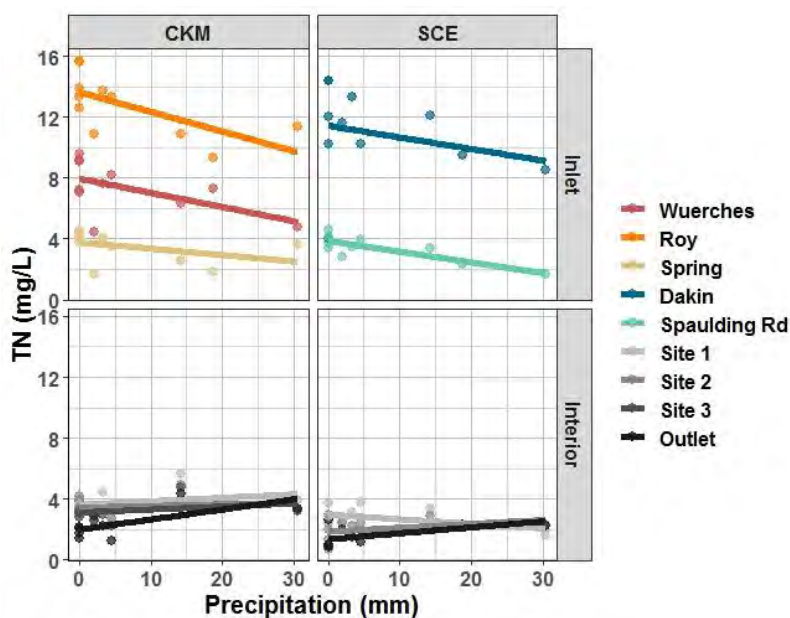 CKM SCE
16
12
8
4
0
Inlet
16
12
8
4
0
Interior
TN (mg/L)
0 10 20 30 0 10 20 30
Precipitation (mm)
Wuerches
Roy
Spring
Dakin
Spaulding Rd
Site 1
Site 2
Site 3
Outlet